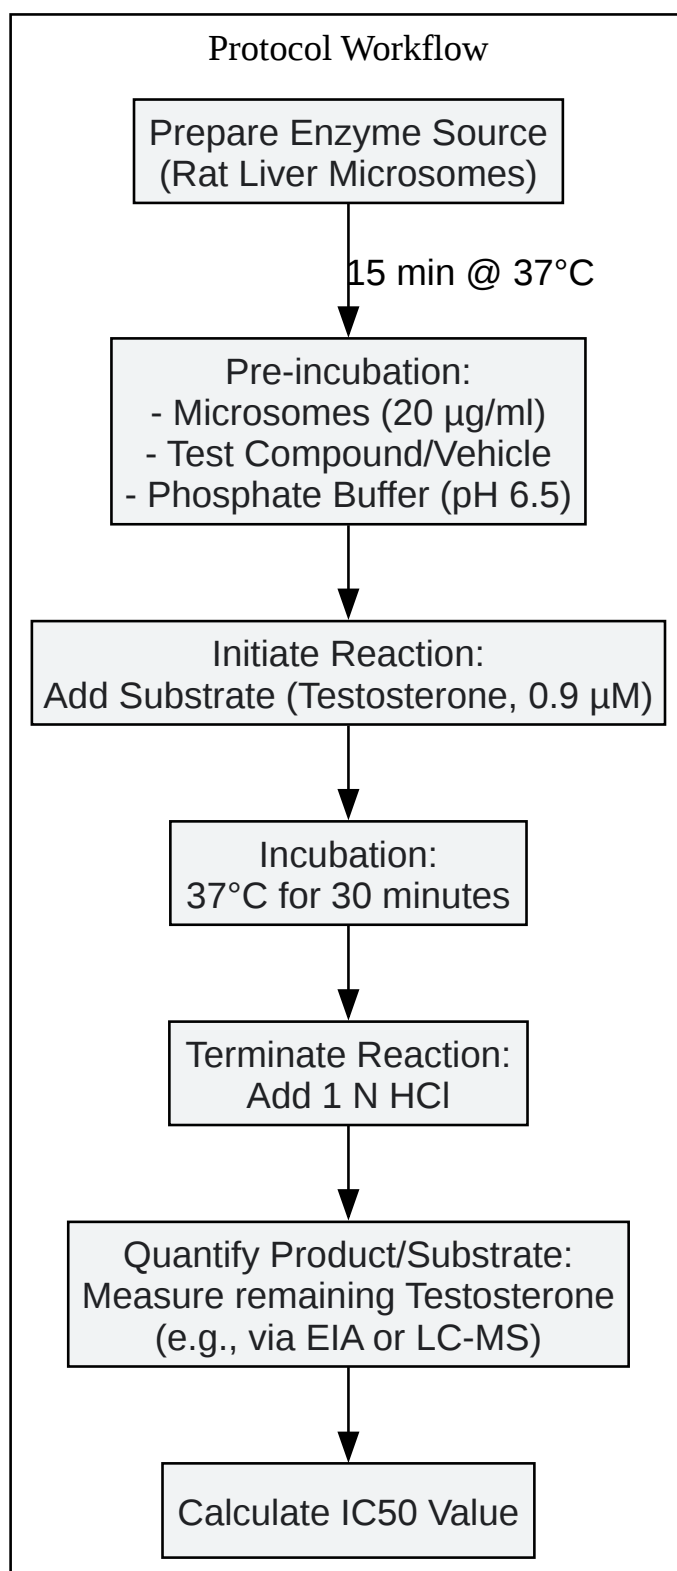 Protocol Workflow
Prepare Enzyme Source
(Rat Liver Microsomes)
15 min @ 37°C
Pre-incubation:
- Microsomes (20 µg/ml)
- Test Compound/Vehicle
- Phosphate Buffer (pH 6.5)
Initiate Reaction:
Add Substrate (Testosterone, 0.9 µM)
Incubation:
37°C for 30 minutes
Terminate Reaction:
Add 1 N HCl
Quantify Product/Substrate:
Measure remaining Testosterone
(e.g., via EIA or LC-MS)
Calculate IC50 Value